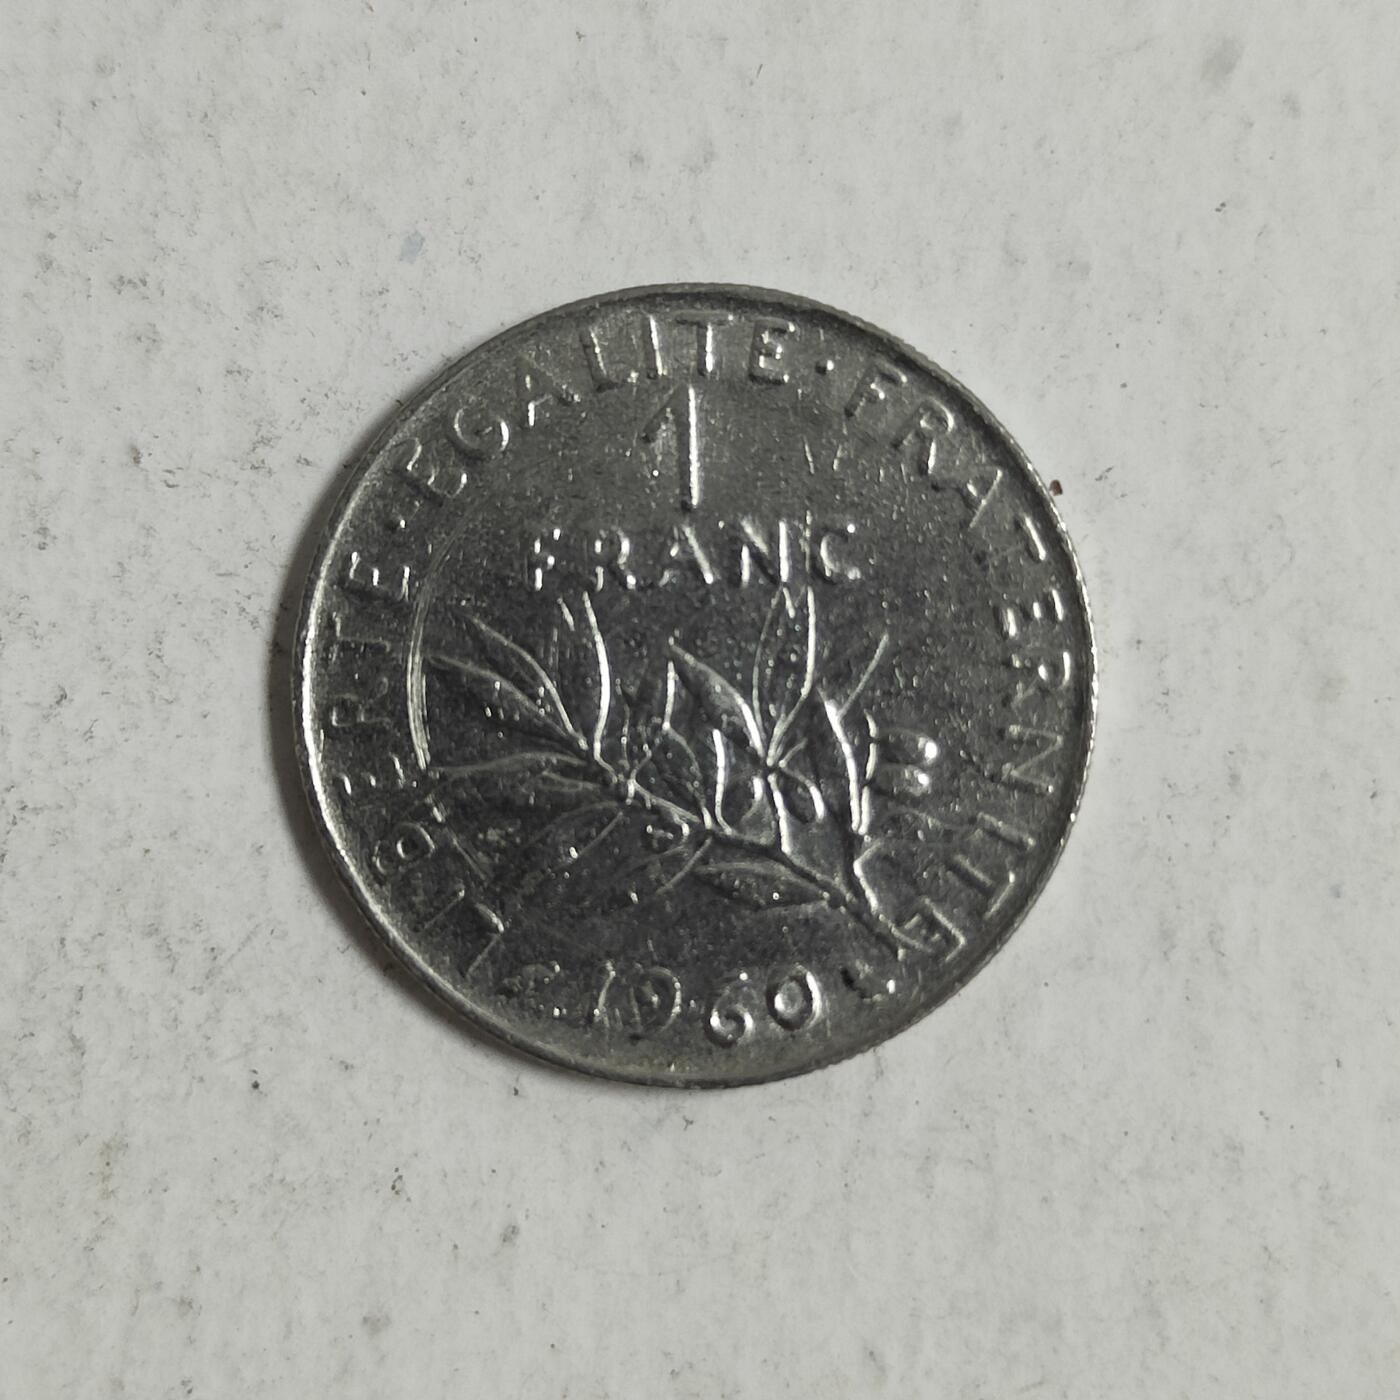 LIBERTE · EGALITE · FRATERNITE
1
FRANC
1960